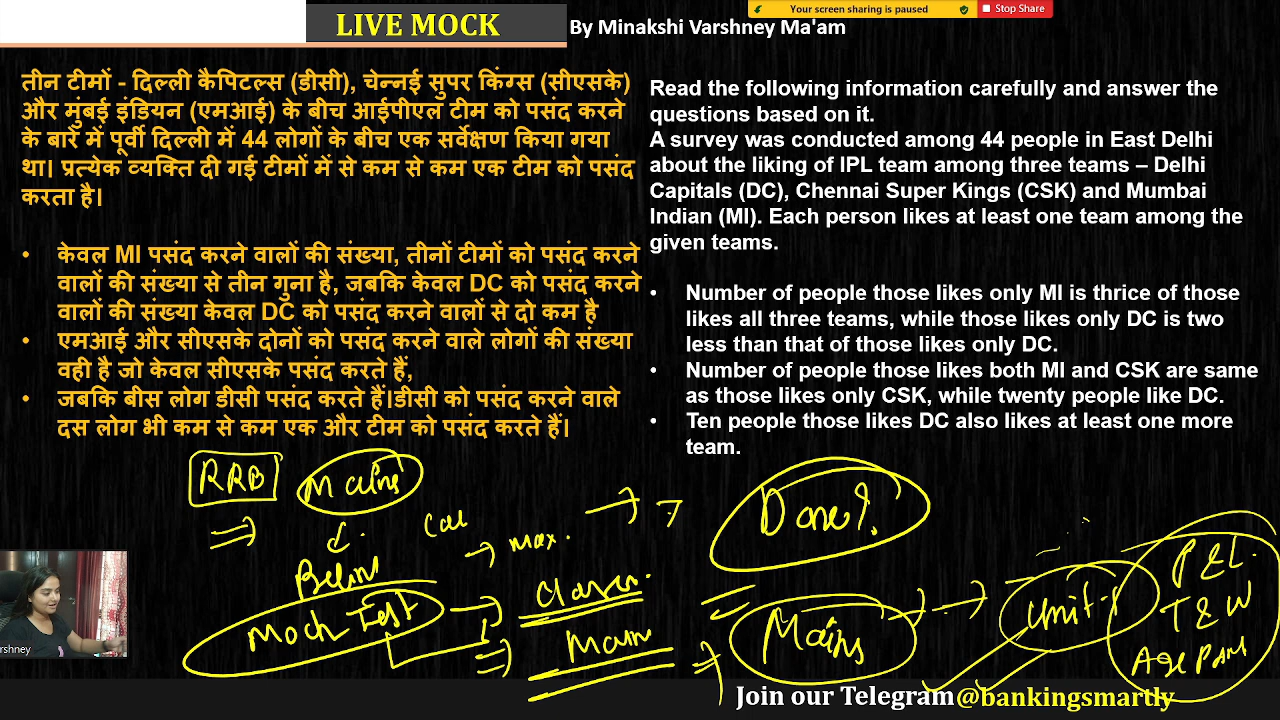 LIVE MOCK
By Minakshi Varshney Ma'am
Your screen sharing is paused
Stop Share
तीन टीमों - दिल्ली कैपिटल्स (डीसी), चेन्नई सुपर किंग्स (सीएसके)
और मुंबई इंडियन (एमआई) के बीच आईपीएल टीम को पसंद करने
के बारे में पूर्वी दिल्ली में 44 लोगों के बीच एक सर्वेक्षण किया गया
था। प्रत्येक व्यक्ति दी गई टीमों में से कम से कम एक टीम को पसंद
करता है।
• केवल MI पसंद करने वालों की संख्या, तीनों टीमों को पसंद करने
वालों की संख्या से तीन गुना है, जबकि केवल DC को पसंद करने
वालों की संख्या केवल DC को पसंद करने वालों से दो कम है
• एमआई और सीएसके दोनों को पसंद करने वाले लोगों की संख्या
वही है जो केवल सीएसके पसंद करते हैं,
• जबकि बीस लोग डीसी पसंद करते हैं।डीसी को पसंद करने वाले
दस लोग भी कम से कम एक और टीम को पसंद करते हैं।
Read the following information carefully and answer the
questions based on it.
A survey was conducted among 44 people in East Delhi
about the liking of IPL team among three teams – Delhi
Capitals (DC), Chennai Super Kings (CSK) and Mumbai
Indian (MI). Each person likes at least one team among the
given teams.
• Number of people those likes only MI is thrice of those
likes all three teams, while those likes only DC is two
less than that of those likes only DC.
• Number of people those likes both MI and CSK are same
as those likes only CSK, while twenty people like DC.
• Ten people those likes DC also likes at least one more
team.
RRB
Mains
max.
Done?
Mock Test
Main
Mains
Unit-1
P & L.
T & W
rshney
Join our Telegram @bankingsmartly